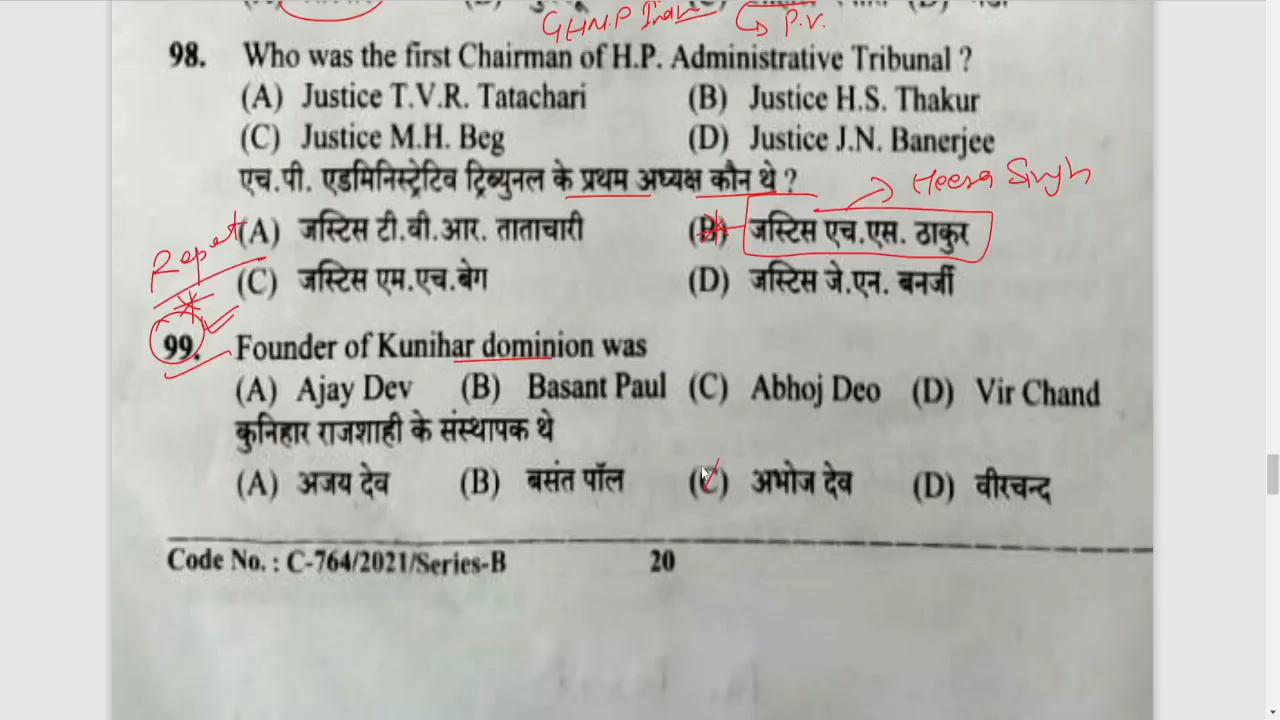 GHNP
P.V.
98. Who was the first Chairman of H.P. Administrative Tribunal ?
(A) Justice T.V.R. Tatachari (B) Justice H.S. Thakur
(C) Justice M.H. Beg (D) Justice J.N. Banerjee
एच.पी. एडमिनिस्ट्रेटिव ट्रिब्युनल के प्रथम अध्यक्ष कौन थे ?
Heera Singh
(A) जस्टिस टी.वी.आर. ताताचारी (B) जस्टिस एच.एस. ठाकुर
Repeat
(C) जस्टिस एम.एच.बेग (D) जस्टिस जे.एन. बनर्जी
99. Founder of Kunihar dominion was
(A) Ajay Dev (B) Basant Paul (C) Abhoj Deo (D) Vir Chand
कुनिहार राजशाही के संस्थापक थे
(A) अजय देव (B) बसंत पॉल (C) अभोज देव (D) वीरचन्द
Code No. : C-764/2021/Series-B 20